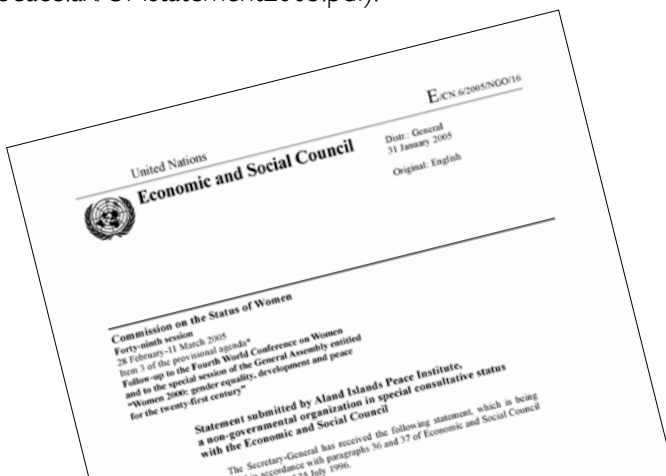 E/CN.6/2005/NGO/16
United Nations
Economic and Social Council
Distr.: General
31 January 2005
Original: English
Commission on the Status of Women
Forty-ninth session
28 February-11 March 2005
Item 3 of the provisional agenda*
Follow-up to the Fourth World Conference on Women
and to the special session of the General Assembly entitled
"Women 2000: gender equality, development and peace
for the twenty-first century"
Statement submitted by Aland Islands Peace Institute,
a non-governmental organization in special consultative status
with the Economic and Social Council
The Secretary-General has received the following statement, which is being
in accordance with paragraphs 36 and 37 of Economic and Social Council
25 July 1996.